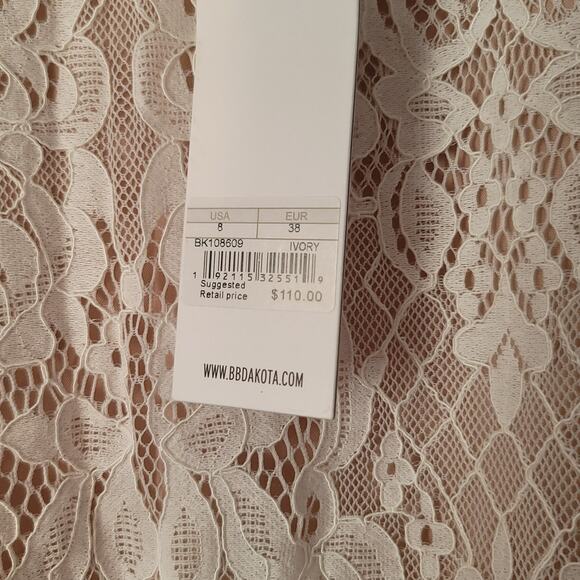 USA EUR
8 38
BK108609 IVORY
1 92115 32551 9
Suggested
Retail price $110.00
WWW.BBDAKOTA.COM